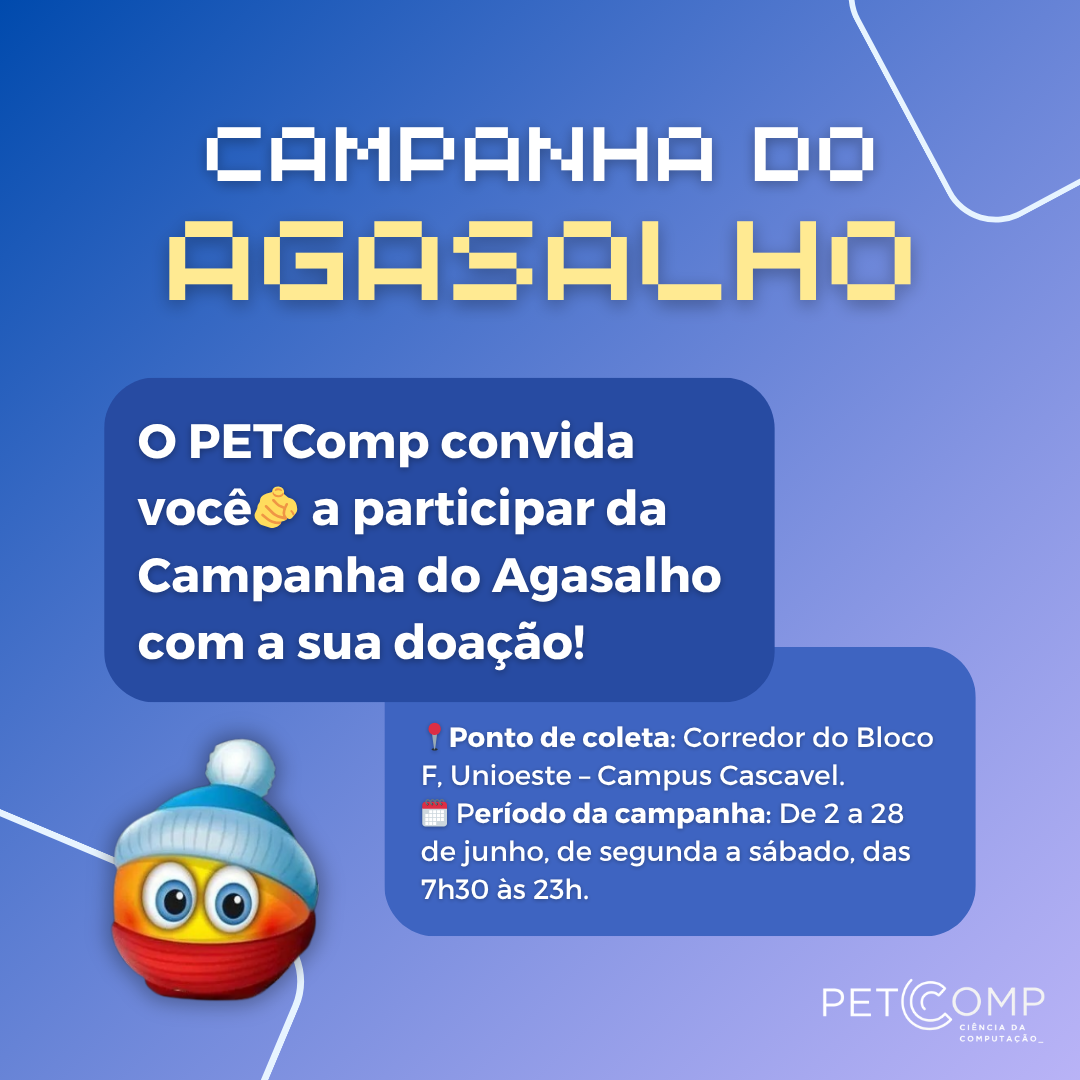 CAMPANHA DO
AGASALHO
O PETComp convida
você🫵 a participar da
Campanha do Agasalho
com a sua doação!
📍Ponto de coleta: Corredor do Bloco
F, Unioeste – Campus Cascavel.
🗓️ Período da campanha: De 2 a 28
de junho, de segunda a sábado, das
7h30 às 23h.
PETCOMP
CIÊNCIA DA
COMPUTAÇÃO_